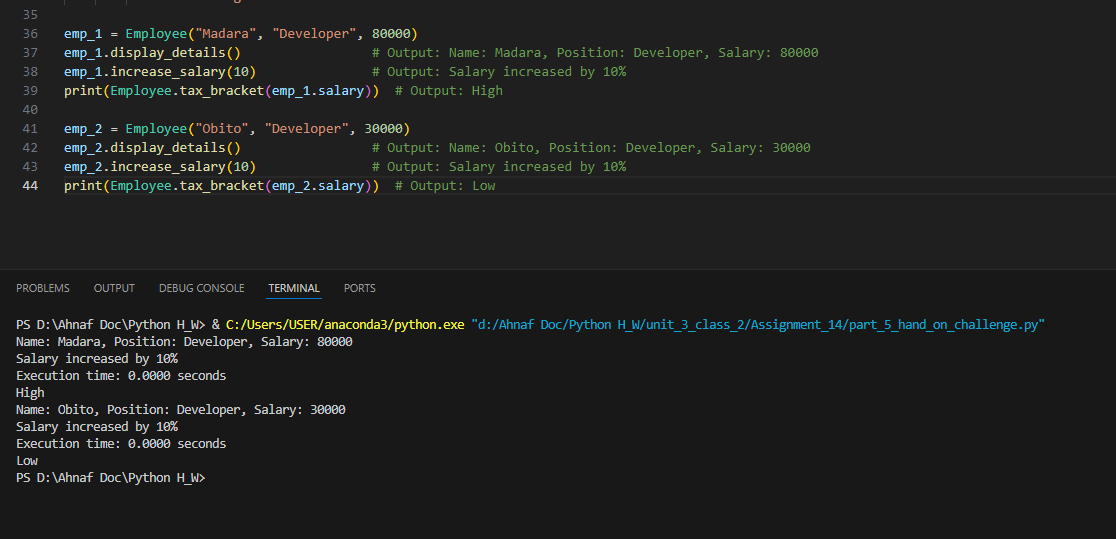 35
36 emp_1 = Employee("Madara", "Developer", 80000)
37 emp_1.display_details() # Output: Name: Madara, Position: Developer, Salary: 80000
38 emp_1.increase_salary(10) # Output: Salary increased by 10%
39 print(Employee.tax_bracket(emp_1.salary)) # Output: High
40
41 emp_2 = Employee("Obito", "Developer", 30000)
42 emp_2.display_details() # Output: Name: Obito, Position: Developer, Salary: 30000
43 emp_2.increase_salary(10) # Output: Salary increased by 10%
44 print(Employee.tax_bracket(emp_2.salary)) # Output: Low
PROBLEMS OUTPUT DEBUG CONSOLE TERMINAL PORTS
PS D:\Ahnaf Doc\Python H_W> & C:/Users/USER/anaconda3/python.exe "d:/Ahnaf Doc/Python H_W/unit_3_class_2/Assignment_14/part_5_hand_on_challenge.py"
Name: Madara, Position: Developer, Salary: 80000
Salary increased by 10%
Execution time: 0.0000 seconds
High
Name: Obito, Position: Developer, Salary: 30000
Salary increased by 10%
Execution time: 0.0000 seconds
Low
PS D:\Ahnaf Doc\Python H_W>